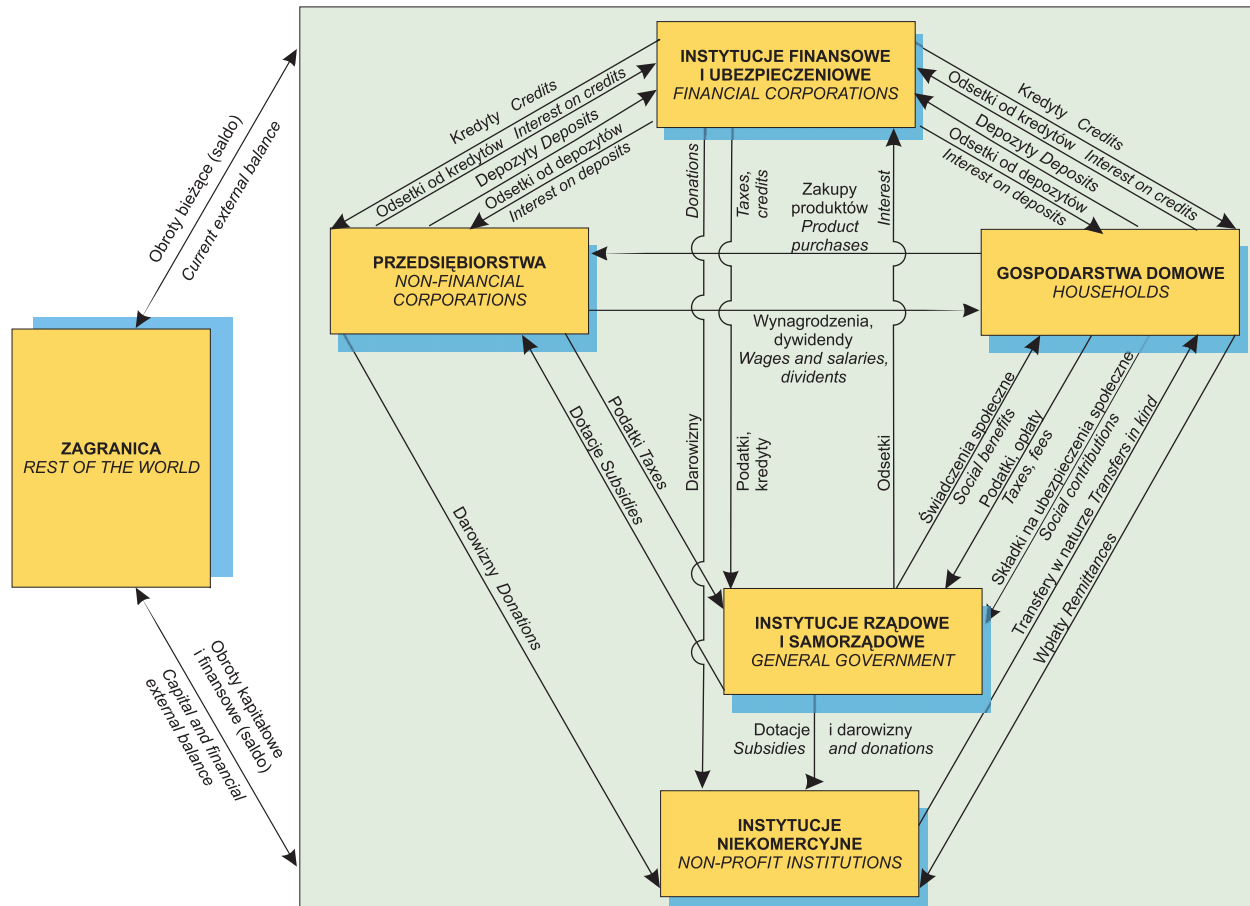 INSTYTUCJE FINANSOWE
I UBEZPIECZENIOWE
FINANCIAL CORPORATIONS
Kredyty Credits
Odsetki od kredytów Interest on credits
Depozyty Deposits
Odsetki od depozytów
Interest on deposits
Kredyty Credits
Odsetki od kredytów Interest on credits
Depozyty Deposits
Odsetki od depozytów
Interest on deposits
Donations
Taxes,
credits
Interest
Zakupy
produktów
Product
purchases
Obroty bieżące (saldo)
Current external balance
PRZEDSIĘBIORSTWA
NON-FINANCIAL
CORPORATIONS
GOSPODARSTWA DOMOWE
HOUSEHOLDS
Wynagrodzenia,
dywidendy
Wages and salaries,
dividents
ZAGRANICA
REST OF THE WORLD
Podatki Taxes
Dotacje Subsidies
Darowizny
Podatki,
kredyty
Odsetki
Świadczenia społeczne
Social benefits
Podatki, opłaty
Taxes, fees
Składki na ubezpieczenia społeczne
Social contributions
Transfery w naturze Transfers in kind
Wpłaty Remittances
Darowizny Donations
INSTYTUCJE RZĄDOWE
I SAMORZĄDOWE
GENERAL GOVERNMENT
Obroty kapitałowe
i finansowe (saldo)
Capital and financial
external balance
Dotacje i darowizny
Subsidies and donations
INSTYTUCJE
NIEKOMERCYJNE
NON-PROFIT INSTITUTIONS